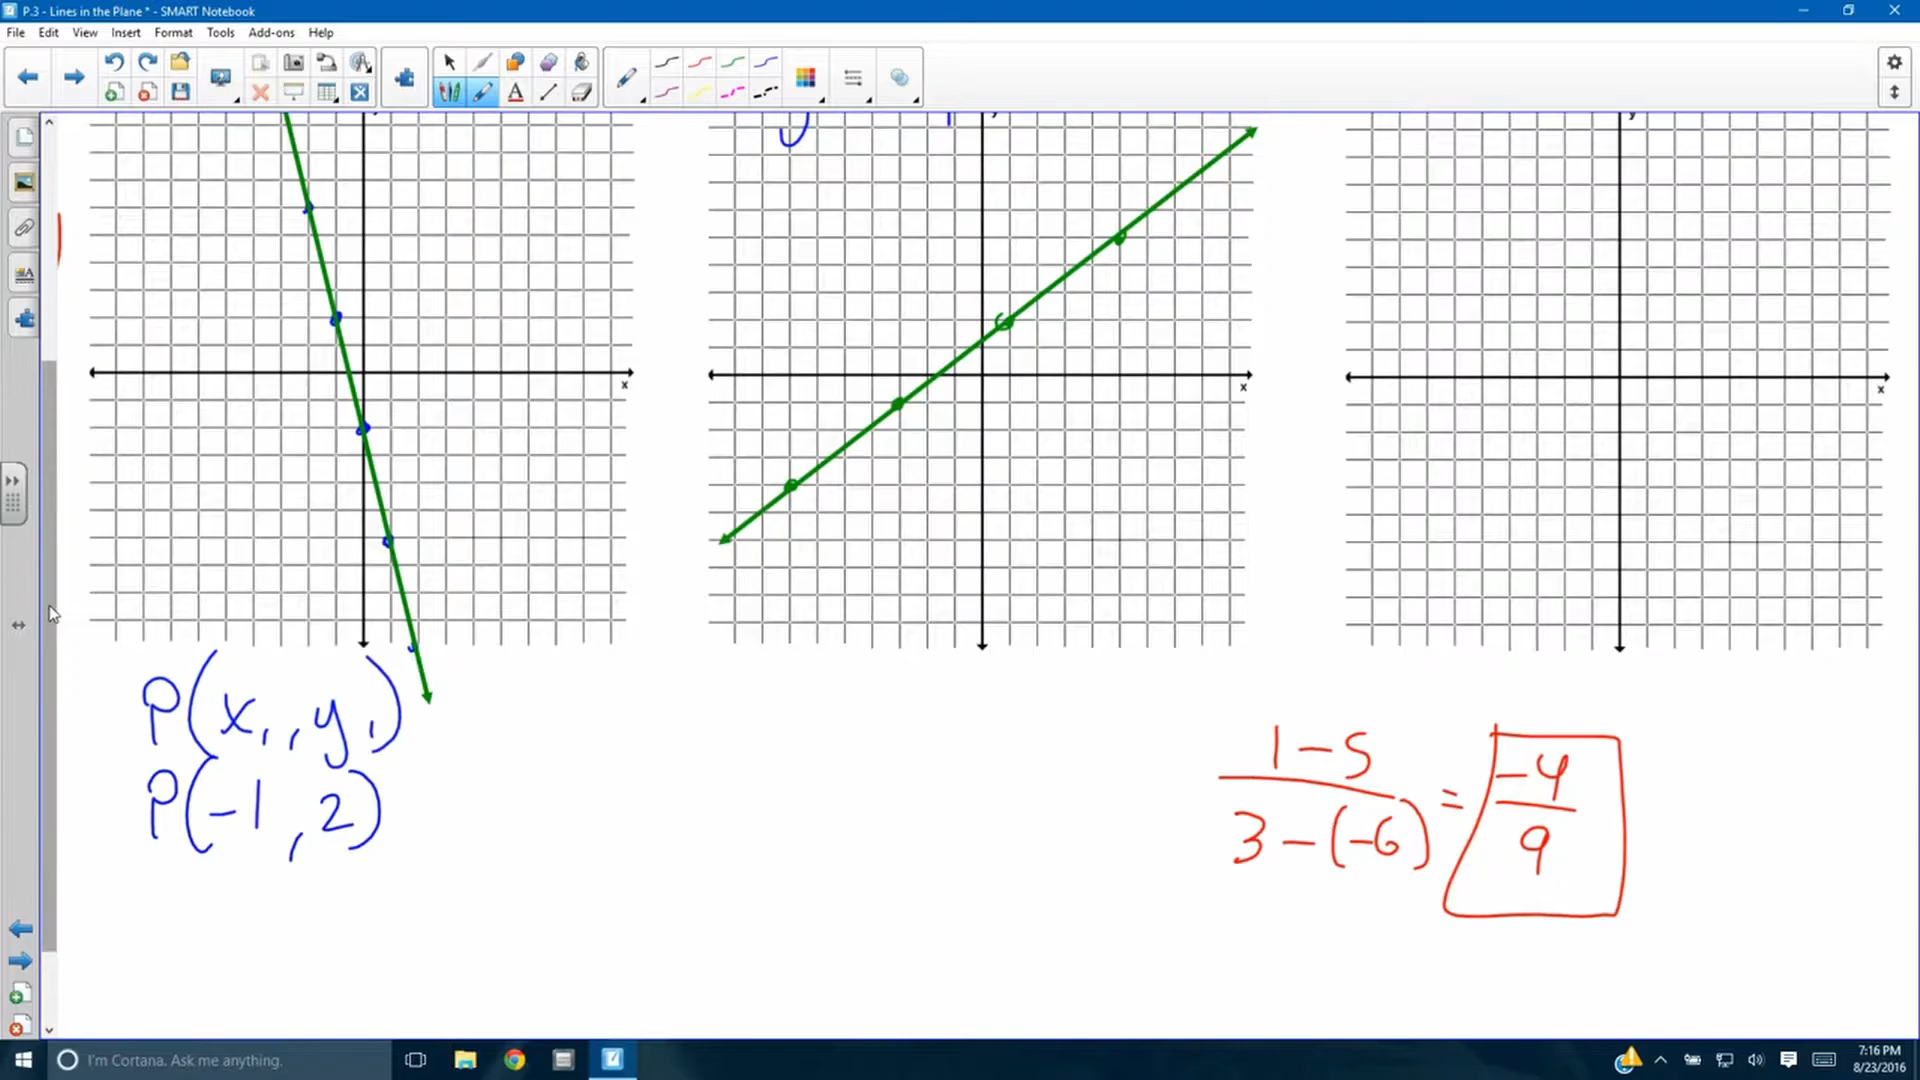 P.3 - Lines in the Plane * - SMART Notebook
File Edit View Insert Format Tools Add-ons Help
y y
x x x
P(x₁, y₁)
P(-1, 2)
1 - 5
3 - (-6)
=
-4
9
I'm Cortana. Ask me anything.
7:16 PM
8/23/2016